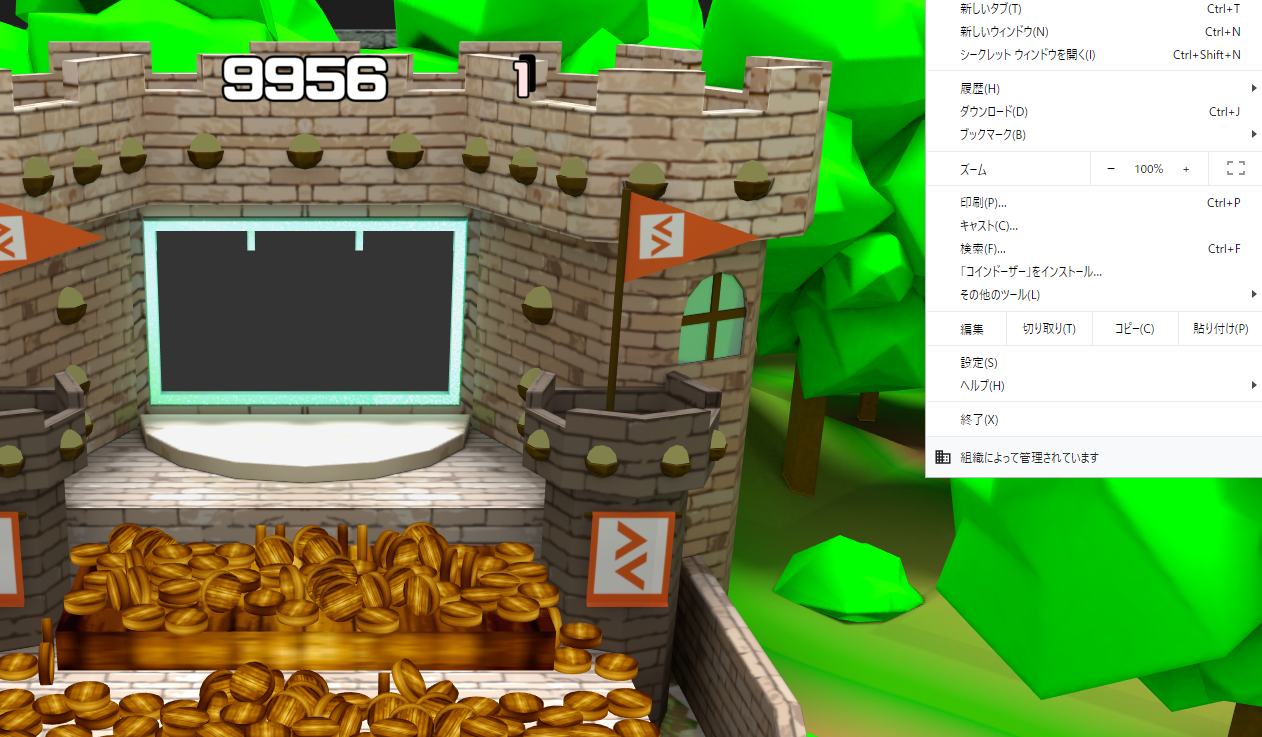 9956
1
新しいタブ(T) Ctrl+T
新しいウィンドウ(N) Ctrl+N
シークレット ウィンドウを開く(I) Ctrl+Shift+N
履歴(H)
ダウンロード(D) Ctrl+J
ブックマーク(B)
ズーム − 100% +
印刷(P)... Ctrl+P
キャスト(C)...
検索(F)... Ctrl+F
「コインドーザー」をインストール...
その他のツール(L)
編集 切り取り(T) コピー(C) 貼り付け(P)
設定(S)
ヘルプ(H)
終了(X)
組織によって管理されています